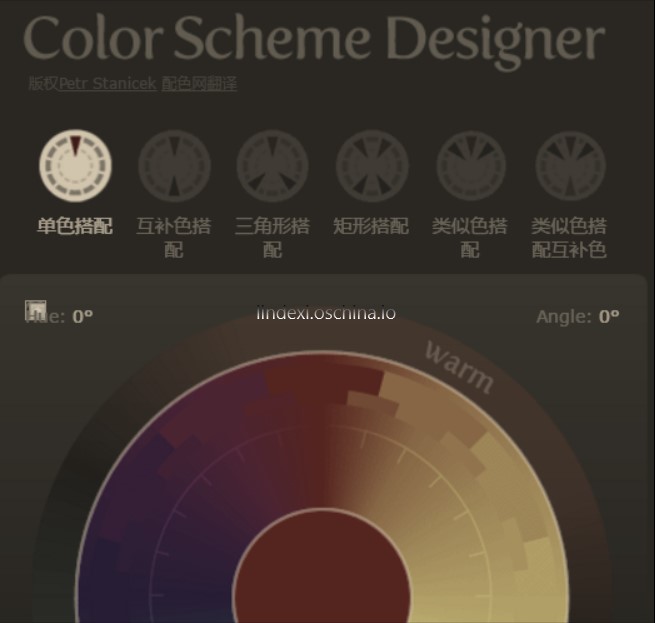 Color Scheme Designer
版权Petr Stanicek 配色网翻译
单色搭配
互补色搭
配
三角形搭
配
矩形搭配
类似色搭
配
类似色搭
配互补色
Hue: 0º
lindexi.oschina.io
Angle: 0º
Warm